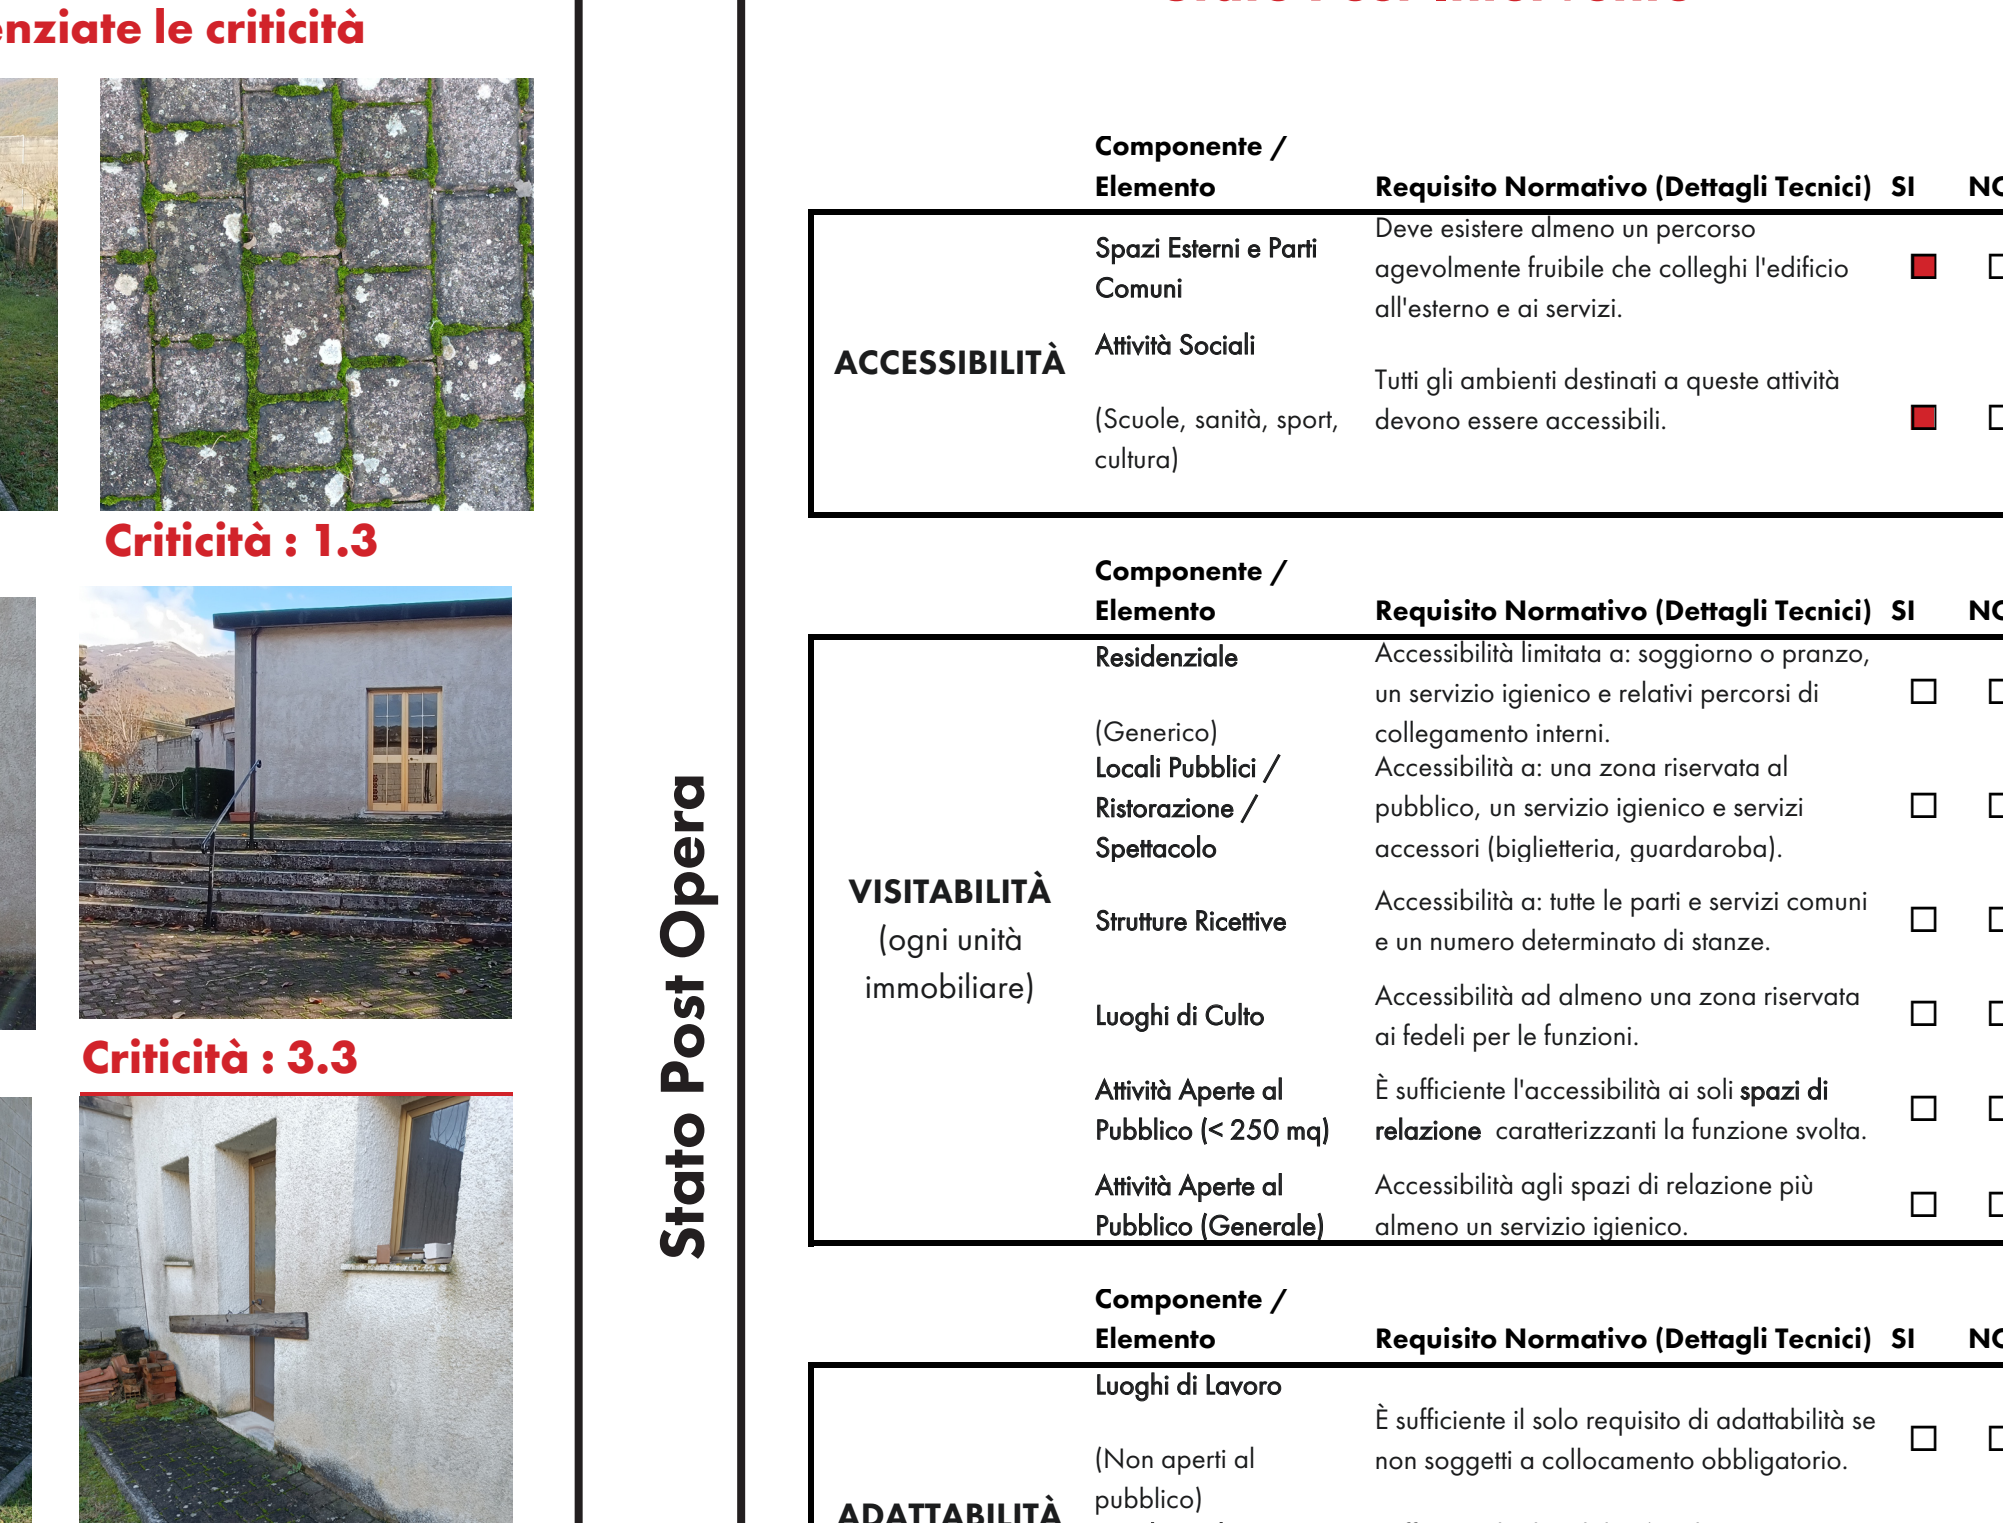 enziate le criticità
Criticità : 1.3
Criticità : 3.3
Stato Post Opera
Componente /
Elemento
Requisito Normativo (Dettagli Tecnici) SI NO
ACCESSIBILITÀ
Spazi Esterni e Parti
Comuni
Deve esistere almeno un percorso
agevolmente fruibile che colleghi l'edificio
all'esterno e ai servizi.
Attività Sociali
(Scuole, sanità, sport,
cultura)
Tutti gli ambienti destinati a queste attività
devono essere accessibili.
Componente /
Elemento
Requisito Normativo (Dettagli Tecnici) SI NO
VISITABILITÀ
(ogni unità
immobiliare)
Residenziale
(Generico)
Accessibilità limitata a: soggiorno o pranzo,
un servizio igienico e relativi percorsi di
collegamento interni.
Locali Pubblici /
Ristorazione /
Spettacolo
Accessibilità a: una zona riservata al
pubblico, un servizio igienico e servizi
accessori (biglietteria, guardaroba).
Strutture Ricettive
Accessibilità a: tutte le parti e servizi comuni
e un numero determinato di stanze.
Luoghi di Culto
Accessibilità ad almeno una zona riservata
ai fedeli per le funzioni.
Attività Aperte al
Pubblico (< 250 mq)
È sufficiente l'accessibilità ai soli spazi di
relazione caratterizzanti la funzione svolta.
Attività Aperte al
Pubblico (Generale)
Accessibilità agli spazi di relazione più
almeno un servizio igienico.
Componente /
Elemento
Requisito Normativo (Dettagli Tecnici) SI NO
ADATTABILITÀ
Luoghi di Lavoro
(Non aperti al
pubblico)
È sufficiente il solo requisito di adattabilità se
non soggetti a collocamento obbligatorio.